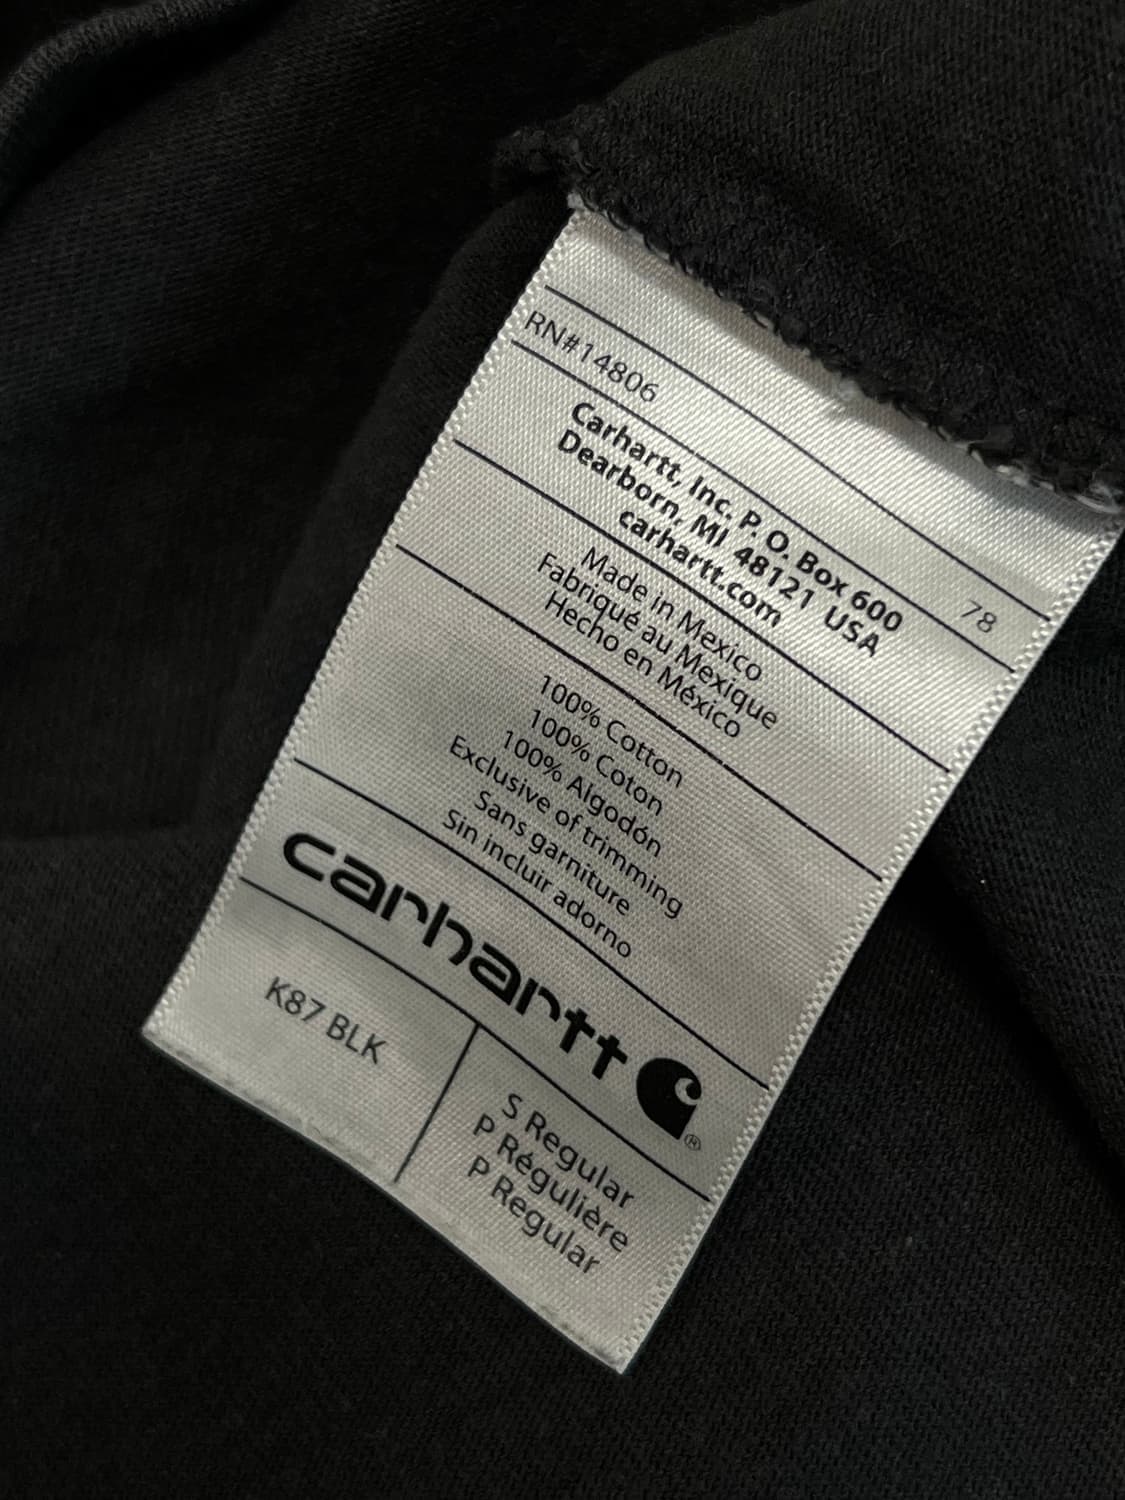 RN#14806 78
Carhartt, Inc. P. O. Box 600
Dearborn, MI 48121 USA
carhartt.com
Made in Mexico
Fabriqué au Mexique
Hecho en México
100% Cotton
100% Coton
100% Algodón
Exclusive of trimming
Sans garniture
Sin incluir adorno
carhartt ®
K87 BLK
S Regular
P Régulière
P Regular